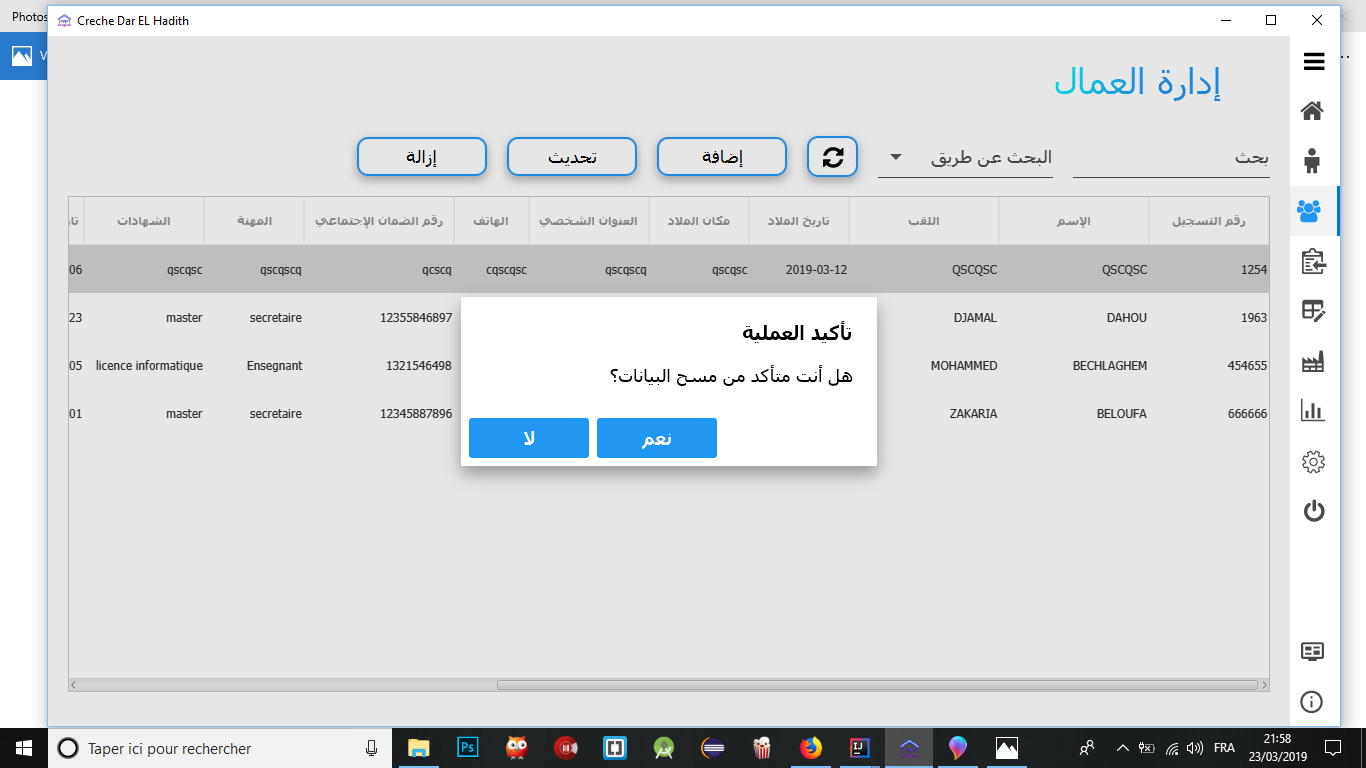 Photos
Creche Dar EL Hadith
إدارة العمال
بحث
البحث عن طريق
إضافة
تحديث
إزالة
رقم التسجيل الإسم اللقب تاريخ الملاد مكان الملاد العنوان الشخصي الهاتف رقم الضمان الإجتماعي المهنة الشهادات تار
1254 QSCQSC QSCQSC 2019-03-12 qscqsc qscqscq cqscqsc qcscq qscqscq qscqsc 06
1963 DAHOU DJAMAL 12355846897 secretaire master 23
454655 BECHLAGHEM MOHAMMED 1321546498 Ensegnant licence informatique 05
666666 BELOUFA ZAKARIA 12345887896 secretaire master 01
تأكيد العملية
هل أنت متأكد من مسح البيانات؟
نعم
لا
Taper ici pour rechercher
Ps
IJ
FRA
21:58
23/03/2019